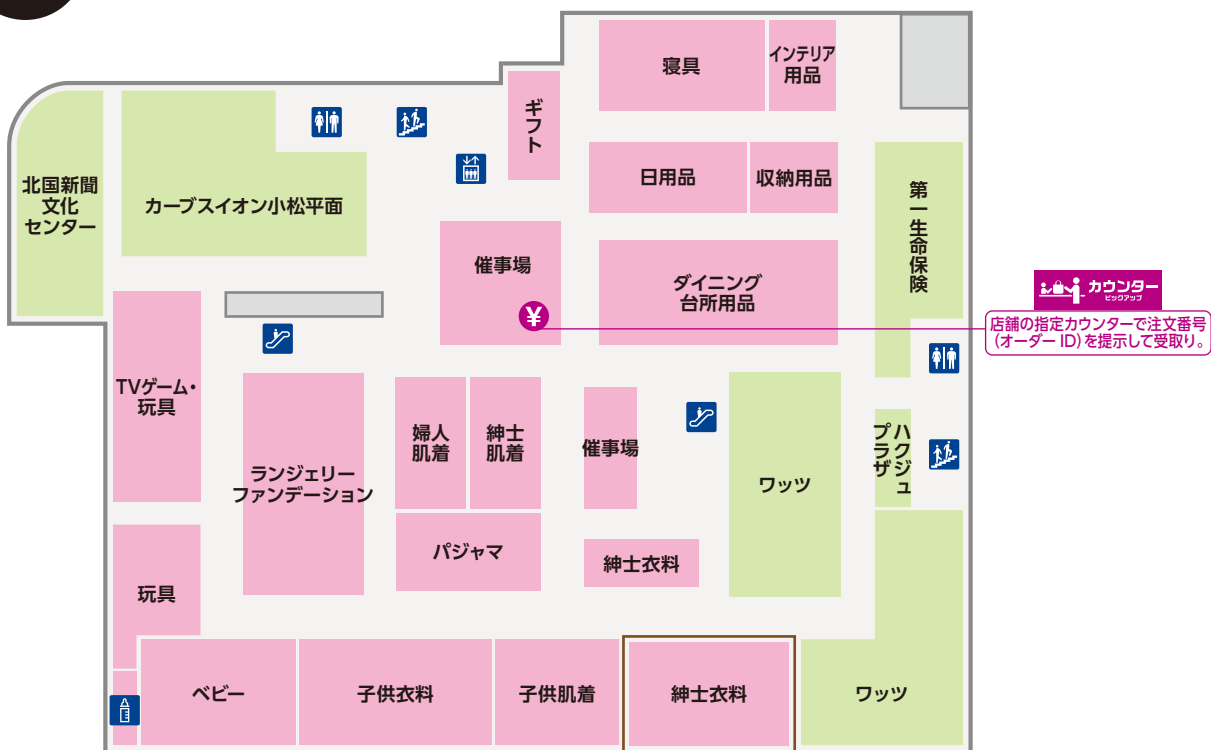 寝具
インテリア
用品
ギフト
北国新聞
文化
センター
カーブスイオン小松平面
日用品
収納用品
第一生命保険
催事場
ダイニング
台所用品
¥
カウンター
ピックアップ
店舗の指定カウンターで注文番号
(オーダー ID)を提示して受取り。
TVゲーム・
玩具
ランジェリー
ファンデーション
婦人
肌着
紳士
肌着
催事場
ワッツ
ハクジュ
プラザ
パジャマ
紳士衣料
玩具
ベビー
子供衣料
子供肌着
紳士衣料
ワッツ